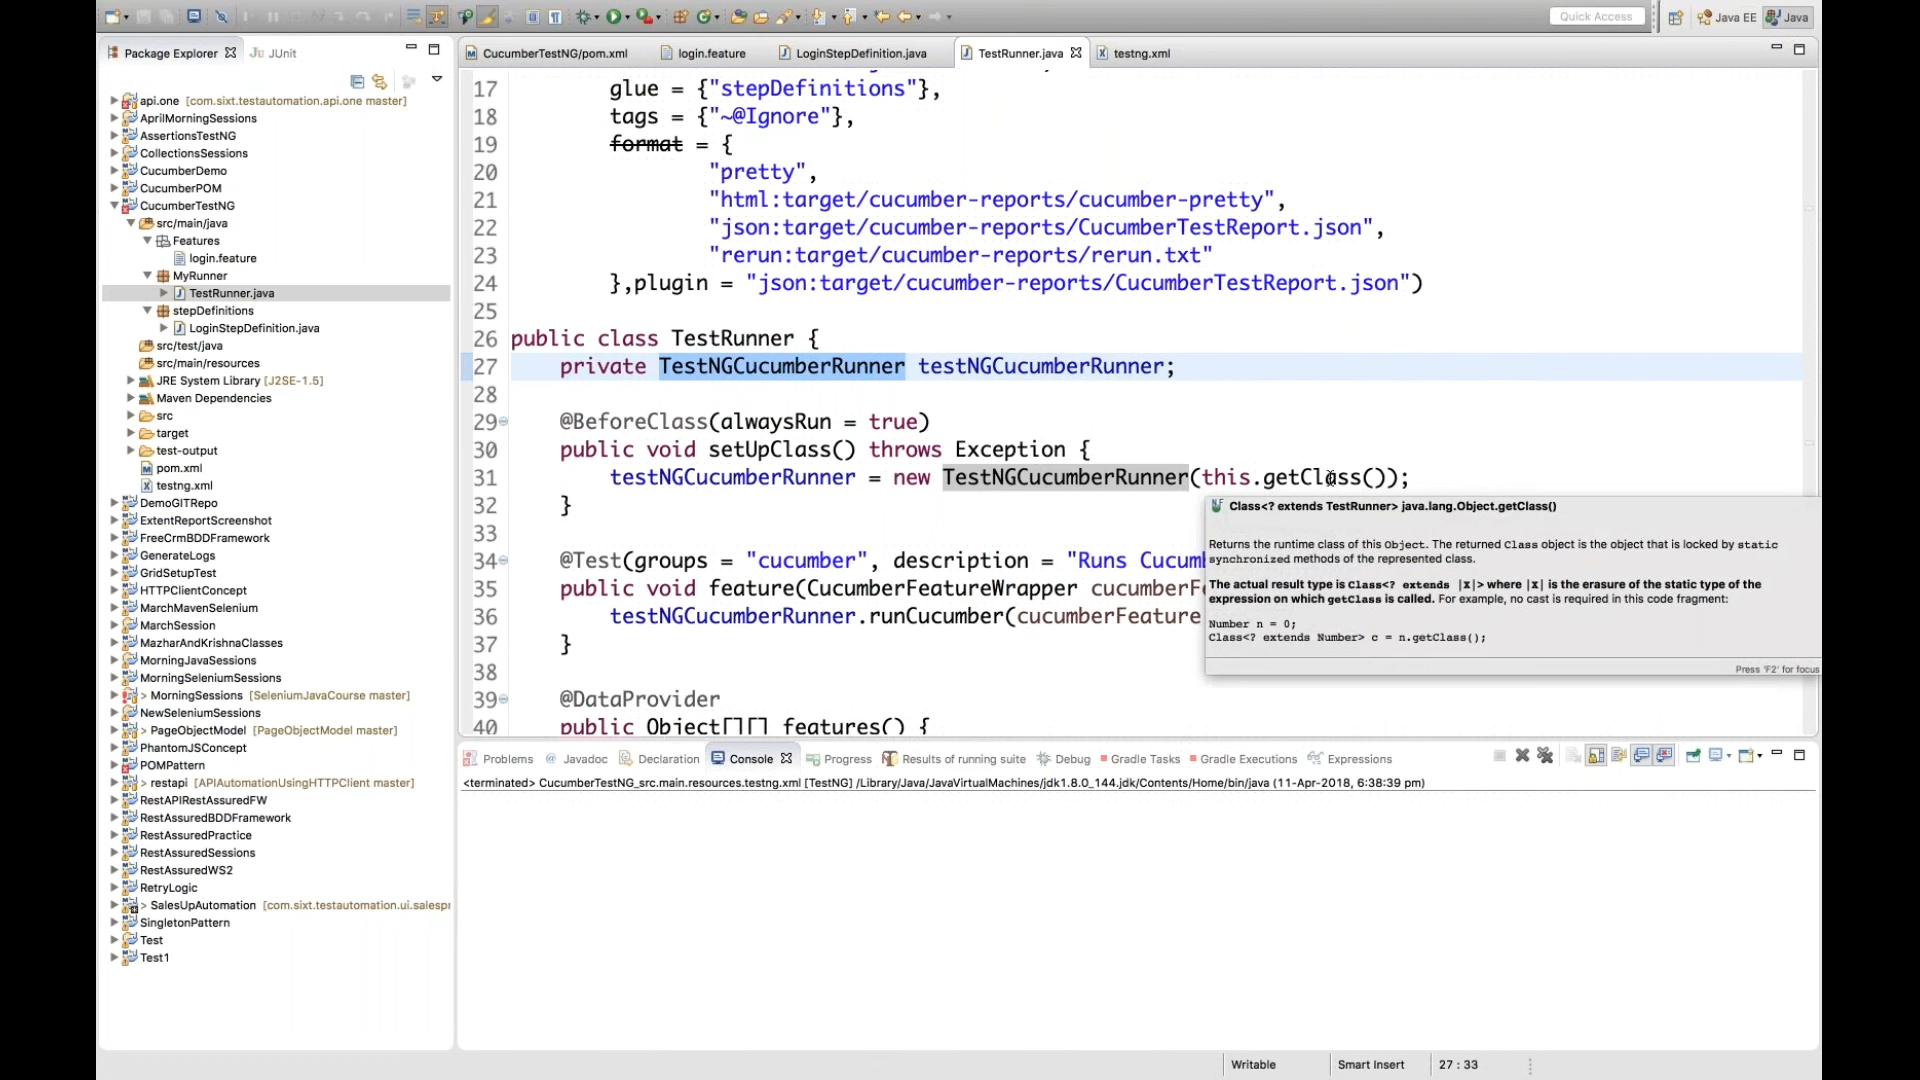 Quick Access
Java EE
Java
Package Explorer
JUnit
CucumberTestNG/pom.xml
login.feature
LoginStepDefinition.java
TestRunner.java
testng.xml
api.one [com.sixt.testautomation.api.one master]
AprilMorningSessions
AssertionsTestNG
CollectionsSessions
CucumberDemo
CucumberPOM
CucumberTestNG
src/main/java
Features
login.feature
MyRunner
TestRunner.java
stepDefinitions
LoginStepDefinition.java
src/test/java
src/main/resources
JRE System Library [J2SE-1.5]
Maven Dependencies
src
target
test-output
pom.xml
testng.xml
DemoGITRepo
ExtentReportScreenshot
FreeCrmBDDFramework
GenerateLogs
GridSetupTest
HTTPClientConcept
MarchMavenSelenium
MarchSession
MazharAndKrishnaClasses
MorningJavaSessions
MorningSeleniumSessions
> MorningSessions [SeleniumJavaCourse master]
NewSeleniumSessions
> PageObjectModel [PageObjectModel master]
PhantomJSConcept
POMPattern
> restapi [APIAutomationUsingHTTPClient master]
RestAPIRestAssuredFW
RestAssuredBDDFramework
RestAssuredPractice
RestAssuredSessions
RestAssuredWS2
RetryLogic
> SalesUpAutomation [com.sixt.testautomation.ui.salespr
SingletonPattern
Test
Test1
17 glue = {"stepDefinitions"},
18 tags = {"~@Ignore"},
19 format = {
20 "pretty",
21 "html:target/cucumber-reports/cucumber-pretty",
22 "json:target/cucumber-reports/CucumberTestReport.json",
23 "rerun:target/cucumber-reports/rerun.txt"
24 },plugin = "json:target/cucumber-reports/CucumberTestReport.json")
25
26 public class TestRunner {
27 private TestNGCucumberRunner testNGCucumberRunner;
28
29 @BeforeClass(alwaysRun = true)
30 public void setUpClass() throws Exception {
31 testNGCucumberRunner = new TestNGCucumberRunner(this.getClass());
32 }
33
34 @Test(groups = "cucumber", description = "Runs Cucum
35 public void feature(CucumberFeatureWrapper cucumberF
36 testNGCucumberRunner.runCucumber(cucumberFeature
37 }
38
39 @DataProvider
40 public Object[][] features() {
Class<? extends TestRunner> java.lang.Object.getClass()
Returns the runtime class of this Object. The returned Class object is the object that is locked by static
synchronized methods of the represented class.
The actual result type is Class<? extends |X|> where |X| is the erasure of the static type of the
expression on which getClass is called. For example, no cast is required in this code fragment:
Number n = 0;
Class<? extends Number> c = n.getClass();
Press 'F2' for focus
Problems
Javadoc
Declaration
Console
Progress
Results of running suite
Debug
Gradle Tasks
Gradle Executions
Expressions
<terminated> CucumberTestNG_src.main.resources.testng.xml [TestNG] /Library/Java/JavaVirtualMachines/jdk1.8.0_144.jdk/Contents/Home/bin/java (11-Apr-2018, 6:38:39 pm)
Writable
Smart Insert
27 : 33